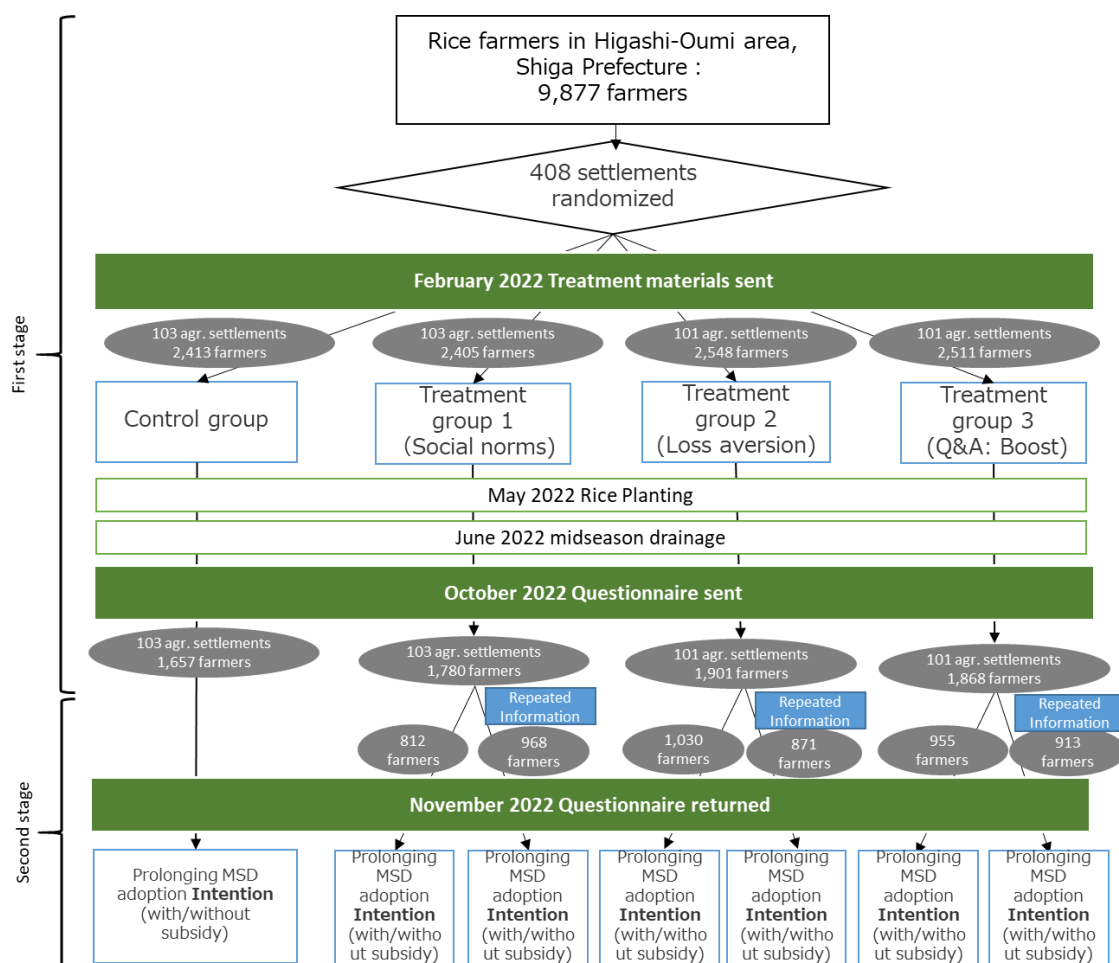 Rice farmers in Higashi-Oumi area,
Shiga Prefecture :
9,877 farmers
408 settlements
randomized
First stage
February 2022 Treatment materials sent
103 agr. settlements
2,413 farmers
103 agr. settlements
2,405 farmers
101 agr. settlements
2,548 farmers
101 agr. settlements
2,511 farmers
Control group
Treatment
group 1
(Social norms)
Treatment
group 2
(Loss aversion)
Treatment
group 3
(Q&A: Boost)
May 2022 Rice Planting
June 2022 midseason drainage
October 2022 Questionnaire sent
103 agr. settlements
1,657 farmers
103 agr. settlements
1,780 farmers
101 agr. settlements
1,901 farmers
101 agr. settlements
1,868 farmers
Second stage
Repeated
Information
Repeated
Information
Repeated
Information
812
farmers
968
farmers
1,030
farmers
871
farmers
955
farmers
913
farmers
November 2022 Questionnaire returned
Prolonging MSD
adoption Intention
(with/without
subsidy)
Prolonging
MSD
adoption
Intention
(with/witho
ut subsidy)
Prolonging
MSD
adoption
Intention
(with/witho
ut subsidy)
Prolonging
MSD
adoption
Intention
(with/witho
ut subsidy)
Prolonging
MSD
adoption
Intention
(with/witho
ut subsidy)
Prolonging
MSD
adoption
Intention
(with/witho
ut subsidy)
Prolonging
MSD
adoption
Intention
(with/witho
ut subsidy)